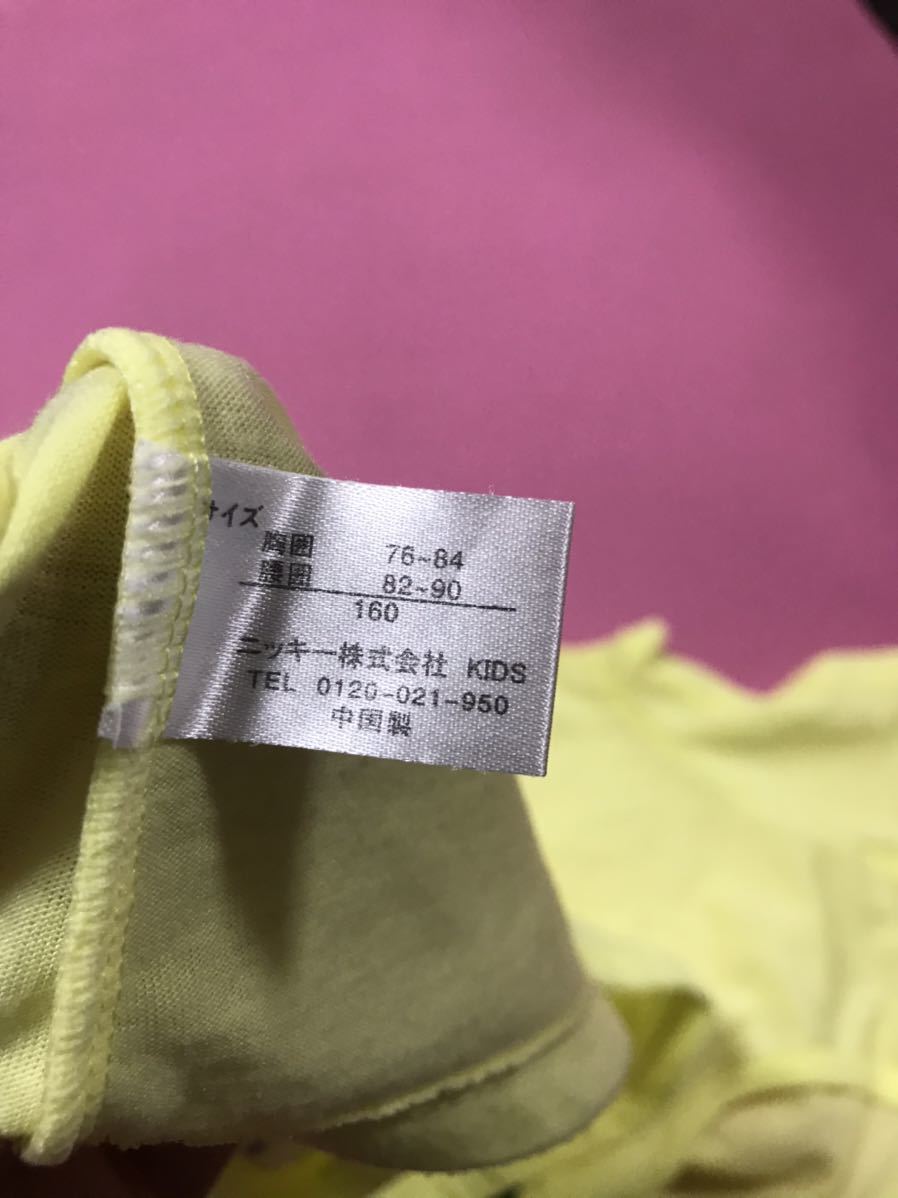 サイズ
胸囲 76~84
腰囲 82~90
160
ニッキー株式会社 KIDS
TEL 0120-021-950
中国製